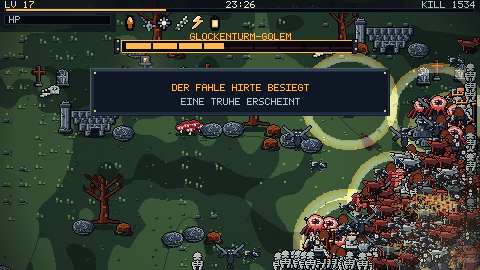 LV 17
23:26
KILL 1534
HP
GLOCKENTURM-GOLEM
DER FAHLE HIRTE BESIEGT
EINE TRUHE ERSCHEINT